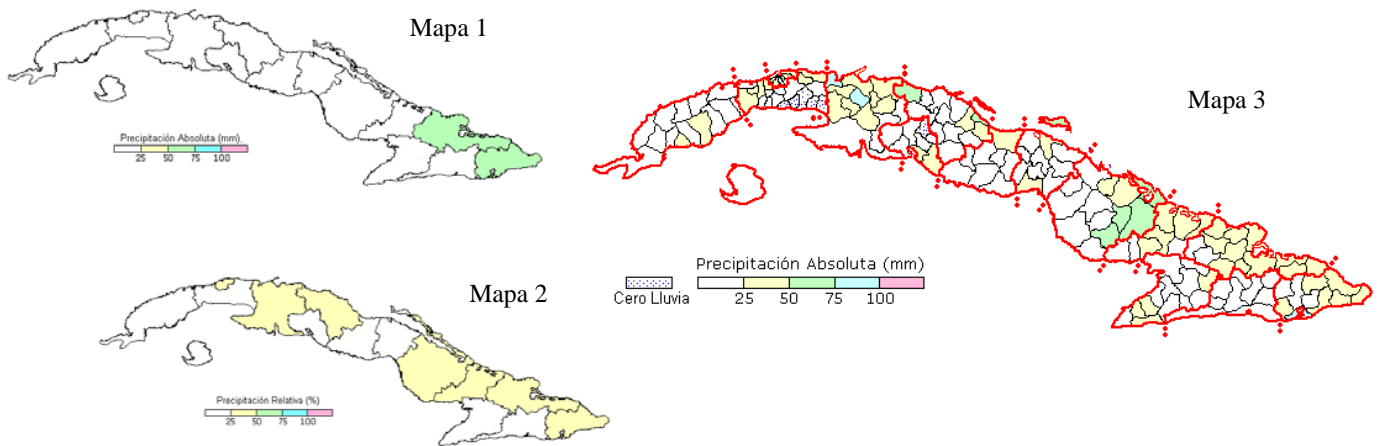 Mapa 1
Precipitación Absoluta (mm)
25 50 75 100
Mapa 2
Precipitación Relativa (%)
25 50 75 100
Mapa 3
Precipitación Absoluta (mm)
Cero Lluvia
25 50 75 100